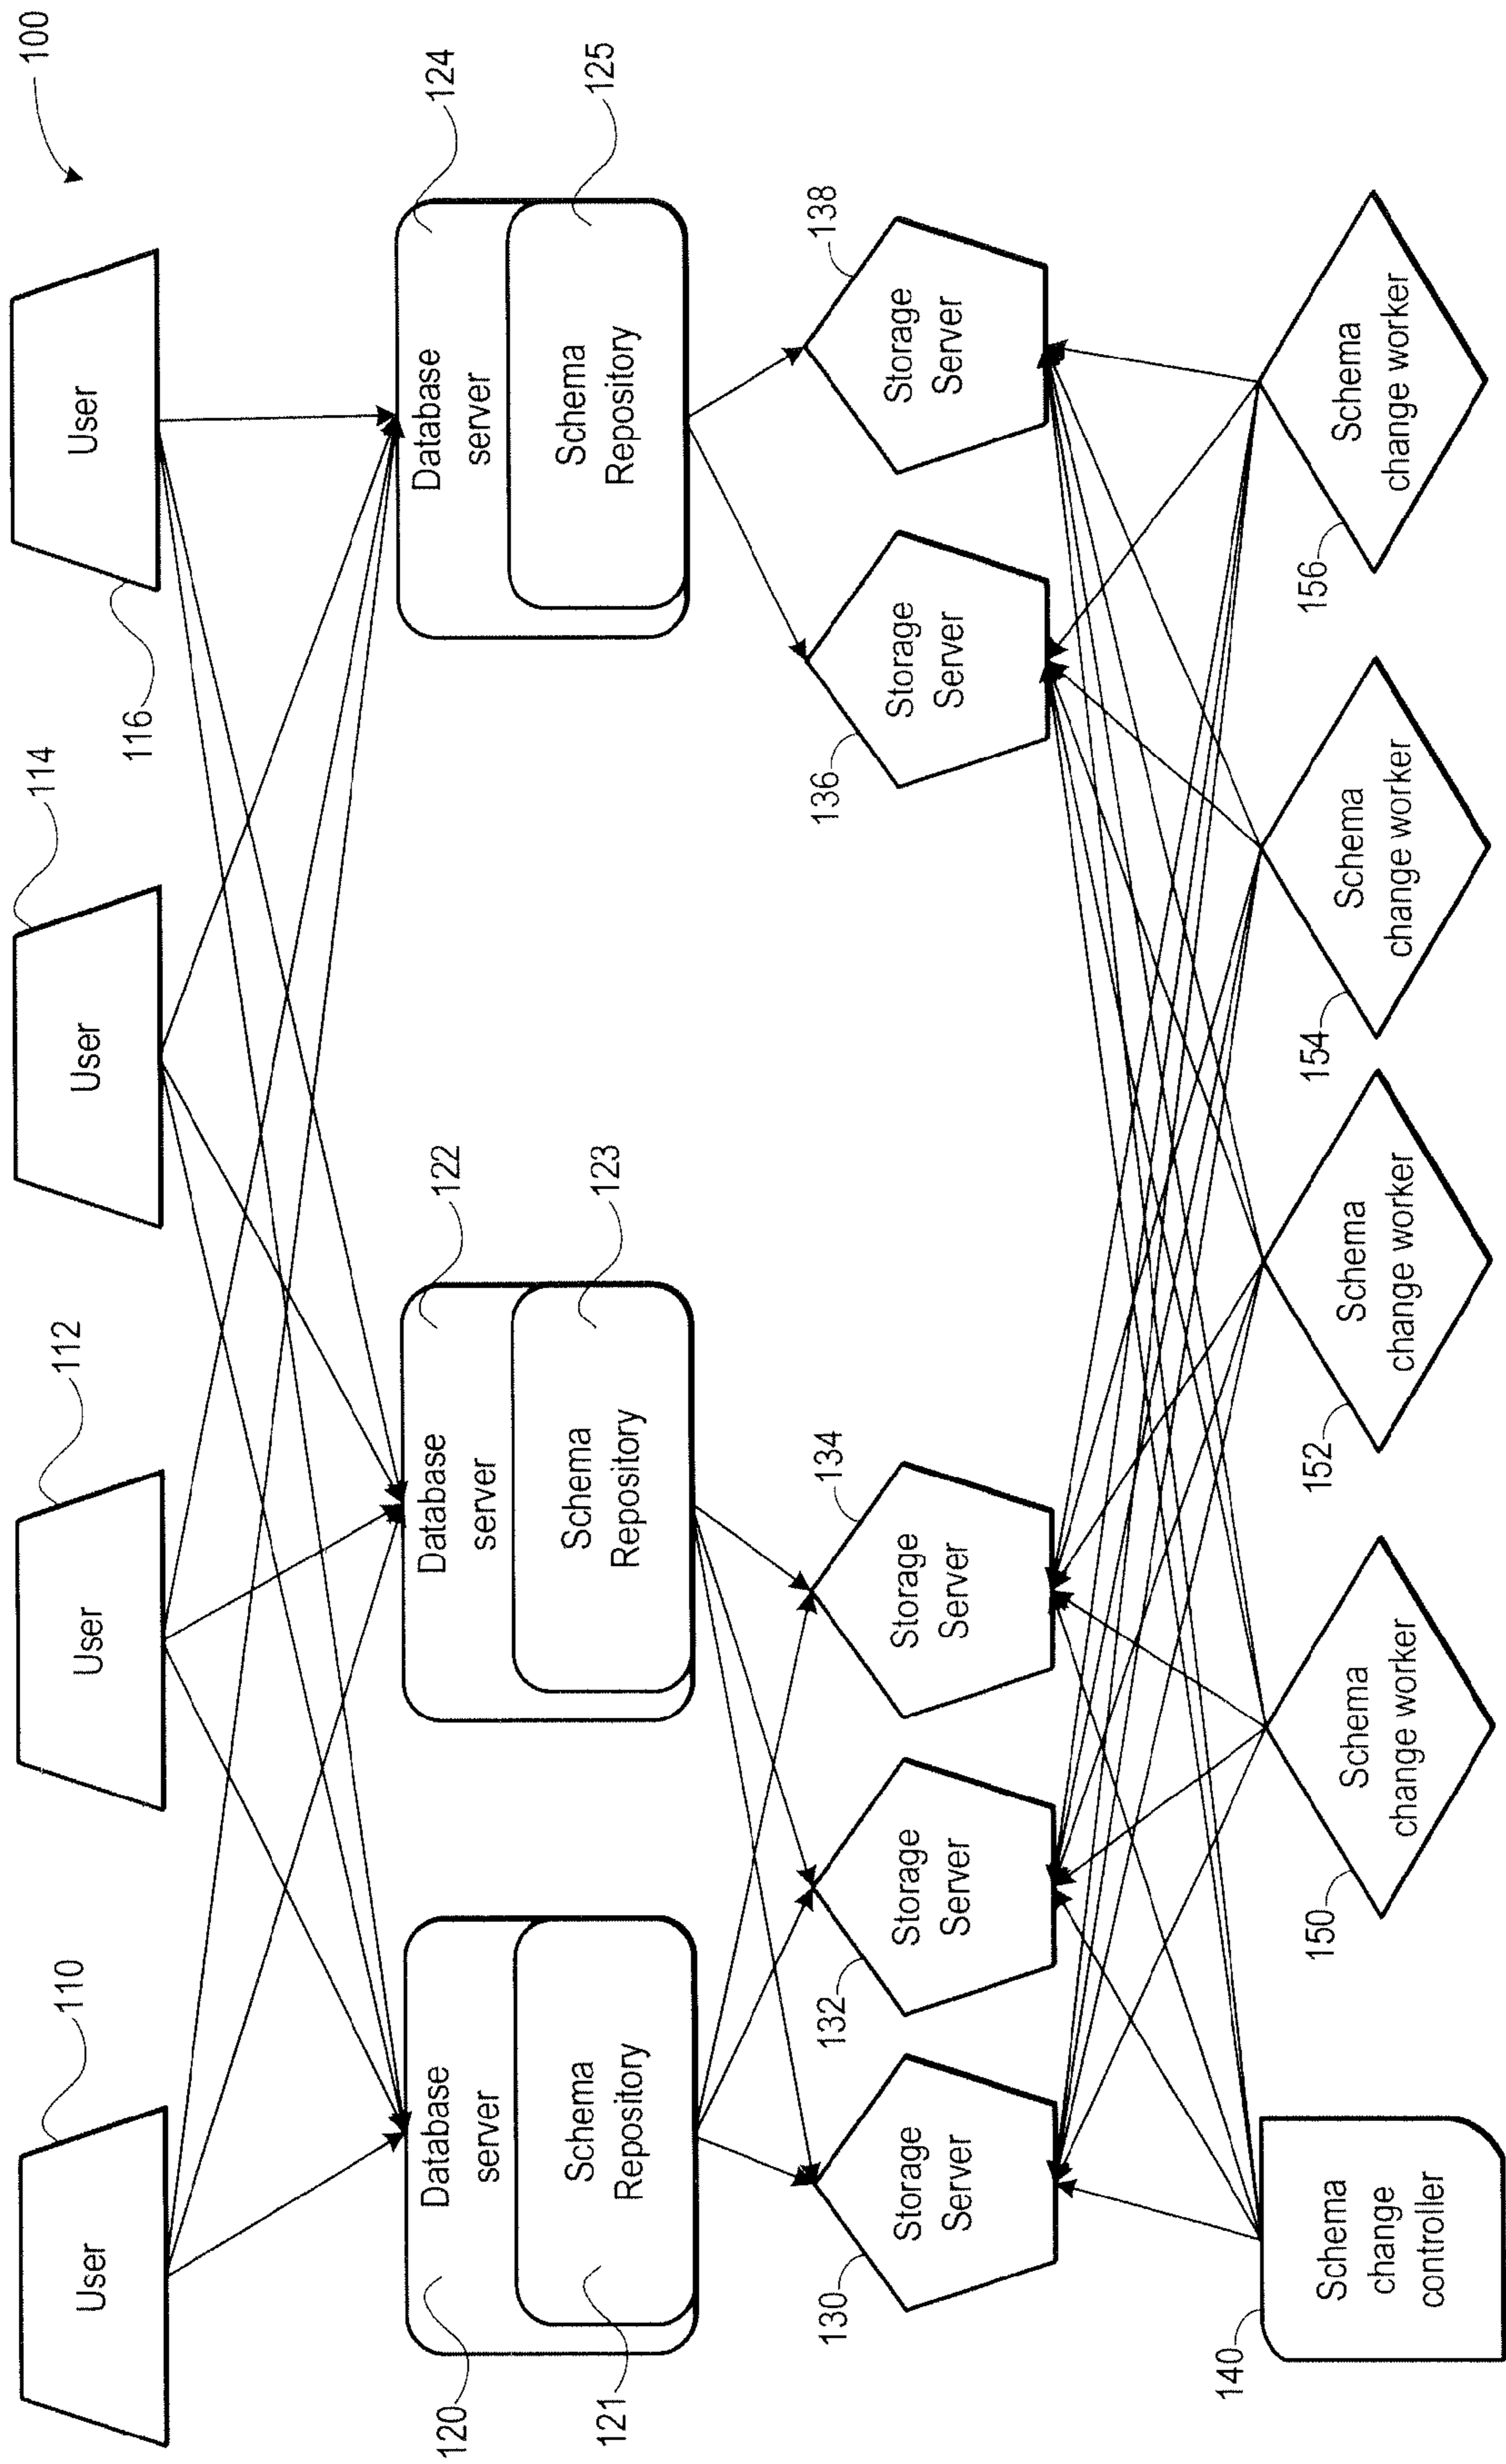 100
110
112
114
116
User
User
User
User
120
122
124
Database
server
Database
server
Database
server
121
123
125
Schema
Repository
Schema
Repository
Schema
Repository
130
132
134
136
138
Storage
Server
Storage
Server
Storage
Server
Storage
Server
Storage
Server
140
150
152
154
156
Schema
change
controller
Schema
change worker
Schema
change worker
Schema
change worker
Schema
change worker